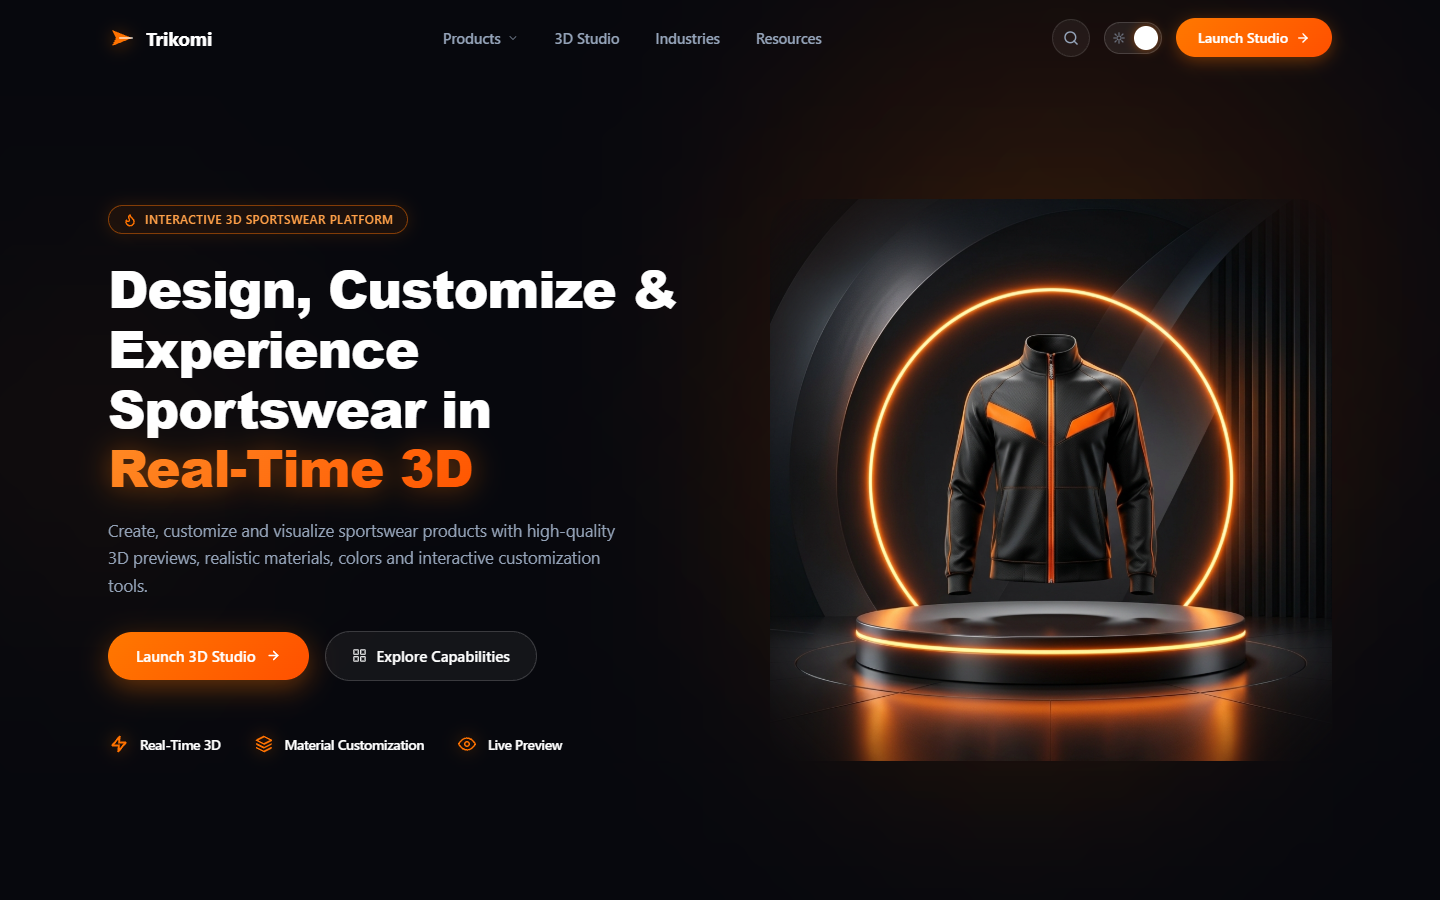 Trikomi
Products
3D Studio
Industries
Resources
Launch Studio
INTERACTIVE 3D SPORTSWEAR PLATFORM
Design, Customize &
Experience
Sportswear in
Real-Time 3D
Create, customize and visualize sportswear products with high-quality
3D previews, realistic materials, colors and interactive customization
tools.
Launch 3D Studio
Explore Capabilities
Real-Time 3D
Material Customization
Live Preview